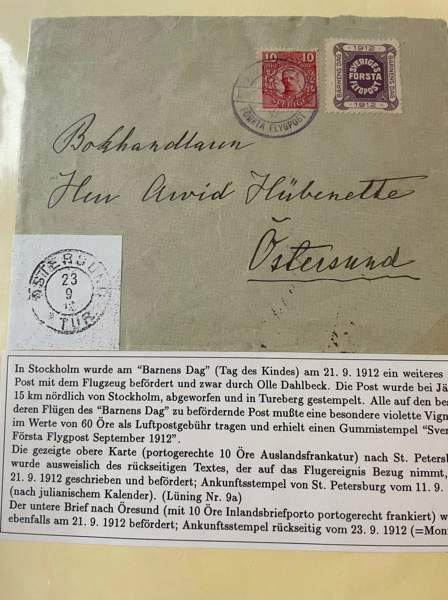 10 10
SVERIGE
FÖRSTA FLYGPOST
1912
BARNENS DAG
SVERIGES
FÖRSTA
FLYGPOST
BARNENS DAG
1912
Bokhandlaren
Herr Arvid Hübenette
Östersund
ÖSTERSUND
23
9
TUR
In Stockholm wurde am “Barnens Dag” (Tag des Kindes) am 21. 9. 1912 ein weiteres
Post mit dem Flugzeug befördert und zwar durch Olle Dahlbeck. Die Post wurde bei Jä
15 km nördlich von Stockholm, abgeworfen und in Tureberg gestempelt. Alle auf den bes
deren Flügen des “Barnens Dag” zu befördernde Post mußte eine besondere violette Vign
im Werte von 60 Öre als Luftpostgebühr tragen und erhielt einen Gummistempel “Sver
Första Flygpost September 1912”.
Die gezeigte obere Karte (portogerechte 10 Öre Auslandsfrankatur) nach St. Petersb
wurde ausweislich des rückseitigen Textes, der auf das Flugereignis Bezug nimmt,
21. 9. 1912 geschrieben und befördert; Ankunftsstempel von St. Petersburg vom 11. 9.
(nach julianischem Kalender). (Lüning Nr. 9a)
Der untere Brief nach Öresund (mit 10 Öre Inlandsbriefporto portogerecht frankiert) w
ebenfalls am 21. 9. 1912 befördert; Ankunftsstempel rückseitig vom 23. 9. 1912 (=Mon